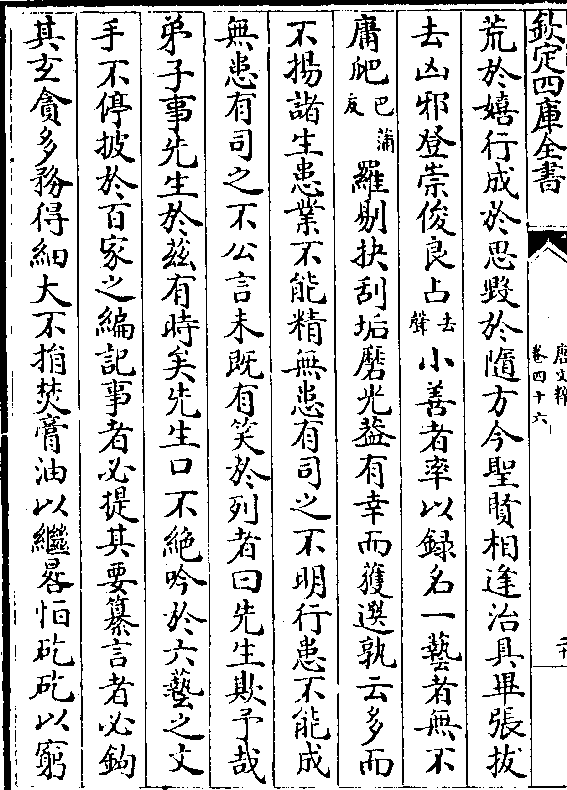 欽定四庫全書
唐文粹
卷四十六
荒於嬉行成於思毀於隨方今聖賢相逢治具畢張拔
去凶邪登崇俊良占去聲小善者率以録名一藝者無不
庸爬蒲巴反羅剔抉刮垢磨光葢有幸而獲選孰云多而
不揚諸生患業不能精無患有司之不明行患不能成
無患有司之不公言未既有笑於列者曰先生欺予哉
弟子事先生於兹有時矣先生口不絶吟於六藝之文
手不停披於百家之編記事者必提其要纂言者必鉤
其玄貪多務得細大不捐焚膏油以繼晷恒矻矻以窮